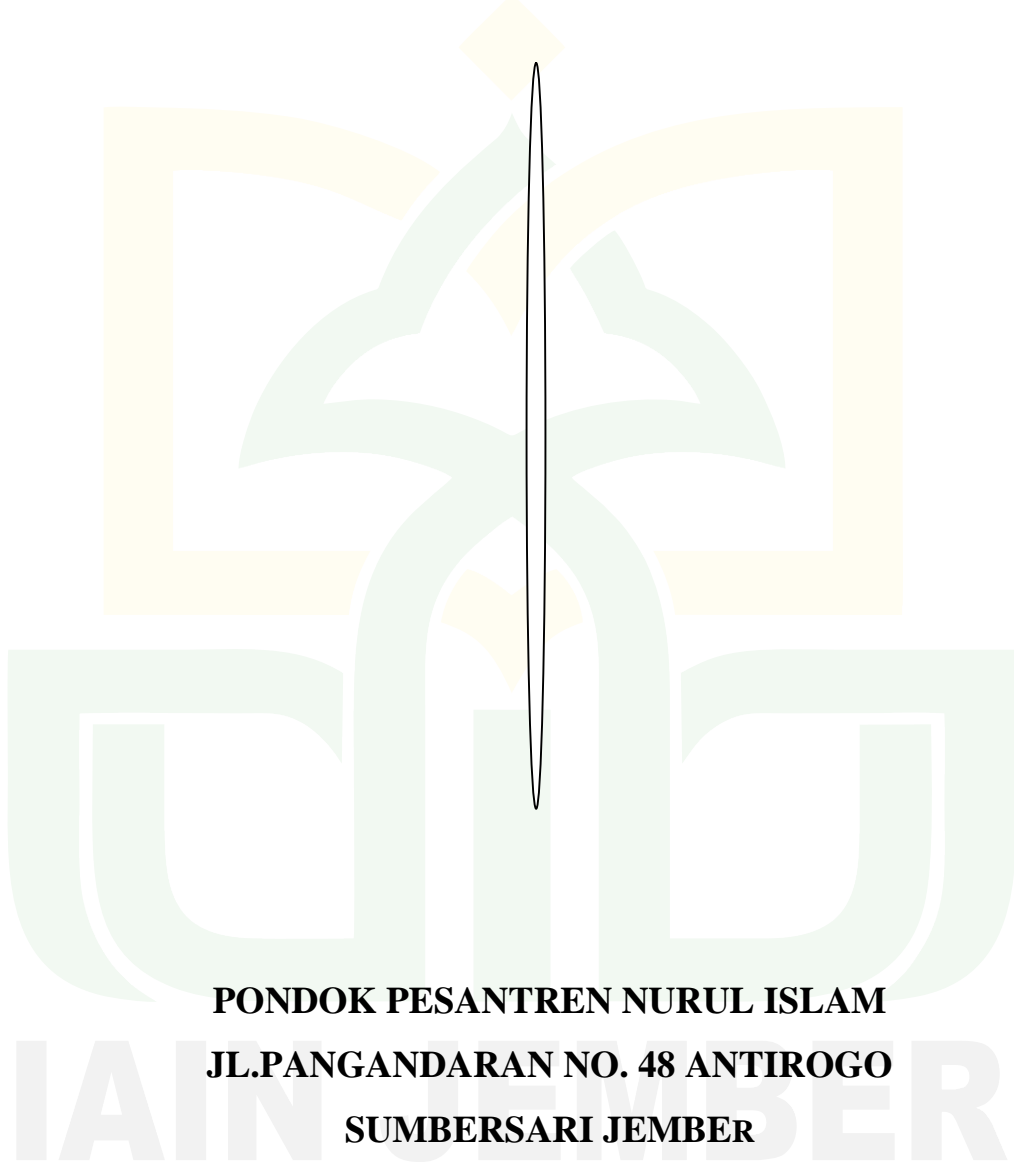 PONDOK PESANTREN NURUL ISLAM
JL.PANGANDARAN NO. 48 ANTIROGO
SUMBERSARI JEMBER
IAIN JEMBER